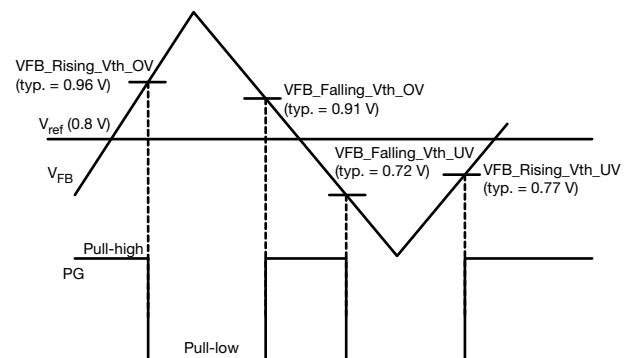 VFB_Rising_Vth_OV
(typ. = 0.96 V)
VFB_Falling_Vth_OV
(typ. = 0.91 V)
Vref (0.8 V)
VFB_Falling_Vth_UV
(typ. = 0.72 V)
VFB_Rising_Vth_UV
(typ. = 0.77 V)
VFB
Pull-high
PG
Pull-low